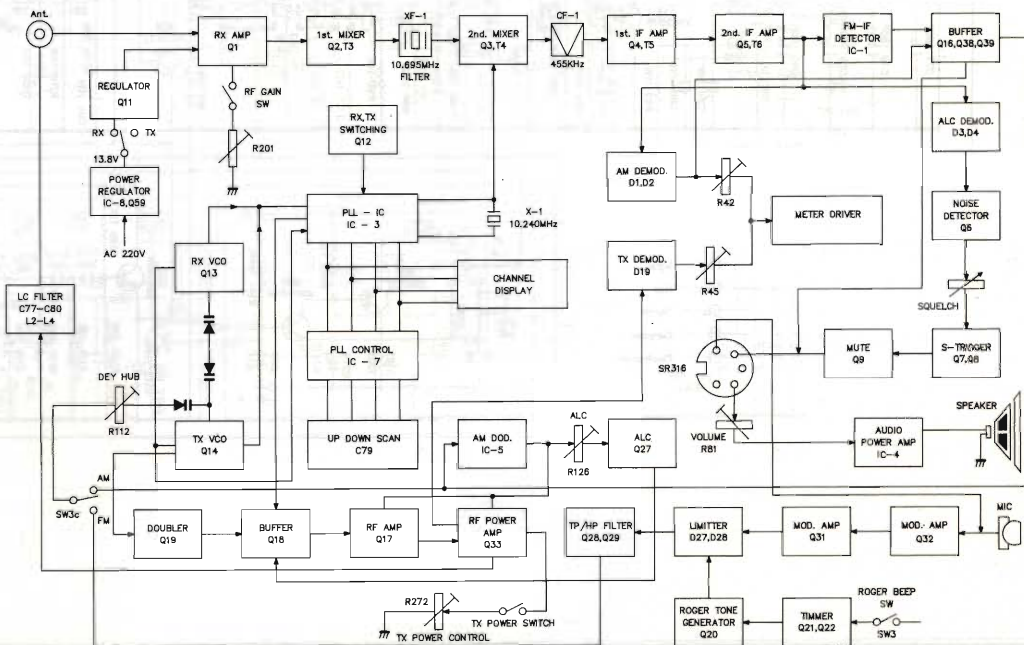 Ant.
RX AMP
Q1
1st. MIXER
Q2,T3
XF-1
10.695MHz
FILTER
2nd. MIXER
Q3,T4
CF-1
455KHz
1st. IF AMP
Q4,T5
2nd. IF AMP
Q5,T6
FM-IF
DETECTOR
IC-1
BUFFER
Q16,Q38,Q39
REGULATOR
Q11
RF GAIN
SW
RX
TX
R201
RX,TX
SWITCHING
Q12
13.8V
POWER
REGULATOR
IC-8,Q59
AC 220V
ALC DEMOD.
D3,D4
AM DEMOD.
D1,D2
R42
NOISE
DETECTOR
Q6
PLL - IC
IC - 3
X-1
10.240MHz
METER DRIVER
RX VCO
Q13
TX DEMOD.
D19
R45
CHANNEL
DISPLAY
SQUELCH
LC FILTER
C77-C80
L2-L4
PLL CONTROL
IC - 7
SR316
MUTE
Q9
S-TRIGGER
Q7,Q8
DEY HUB
R112
TX VCO
Q14
UP DOWN SCAN
C79
AM DOD.
IC-5
ALC
R126
ALC
Q27
VOLUME
R81
AUDIO
POWER AMP
IC-4
SPEAKER
AM
SW3c
FM
DOUBLER
Q19
BUFFER
Q18
RF AMP
Q17
RF POWER
AMP
Q33
TP/HP FILTER
Q28,Q29
LIMITTER
D27,D28
MOD. AMP
Q31
MOD.- AMP
Q32
MIC
R272
TX POWER SWITCH
TX POWER CONTROL
ROGER TONE
GENERATOR
Q20
TIMMER
Q21,Q22
ROGER BEEP
SW
SW3